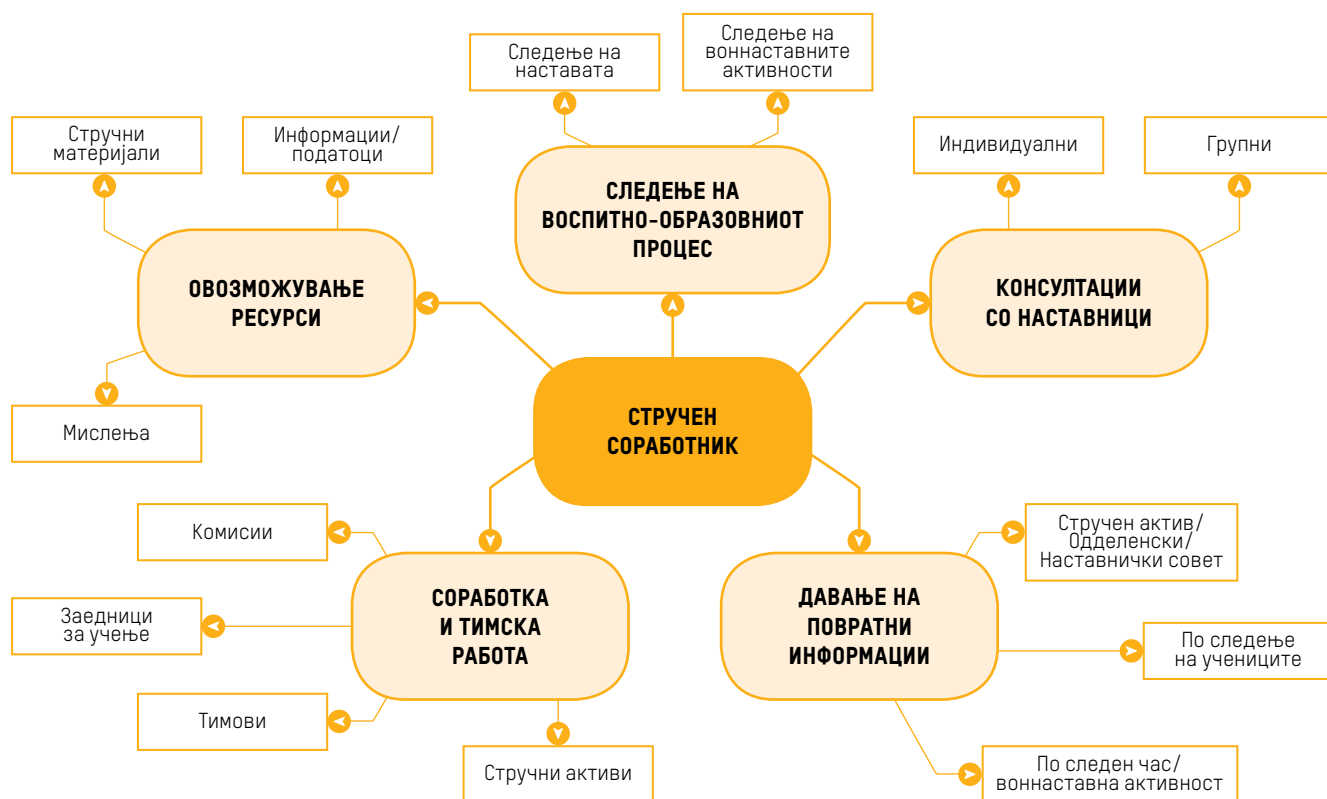 Следење на
наставата
Следење на
воннаставните
активности
Стручни
материјали
Информации/
податоци
Индивидуални
Групни
СЛЕДЕЊЕ НА
ВОСПИТНО-ОБРАЗОВНИОТ
ПРОЦЕС
ОВОЗМОЖУВАЊЕ
РЕСУРСИ
КОНСУЛТАЦИИ
СО НАСТАВНИЦИ
Мислења
СТРУЧЕН
СОРАБОТНИК
Комисии
Стручен актив/
Одделенски/
Наставнички совет
Заедници
за учење
СОРАБОТКА
И ТИМСКА
РАБОТА
ДАВАЊЕ НА
ПОВРАТНИ
ИНФОРМАЦИИ
По следење
на учениците
Тимови
Стручни активи
По следен час/
воннаставна активност